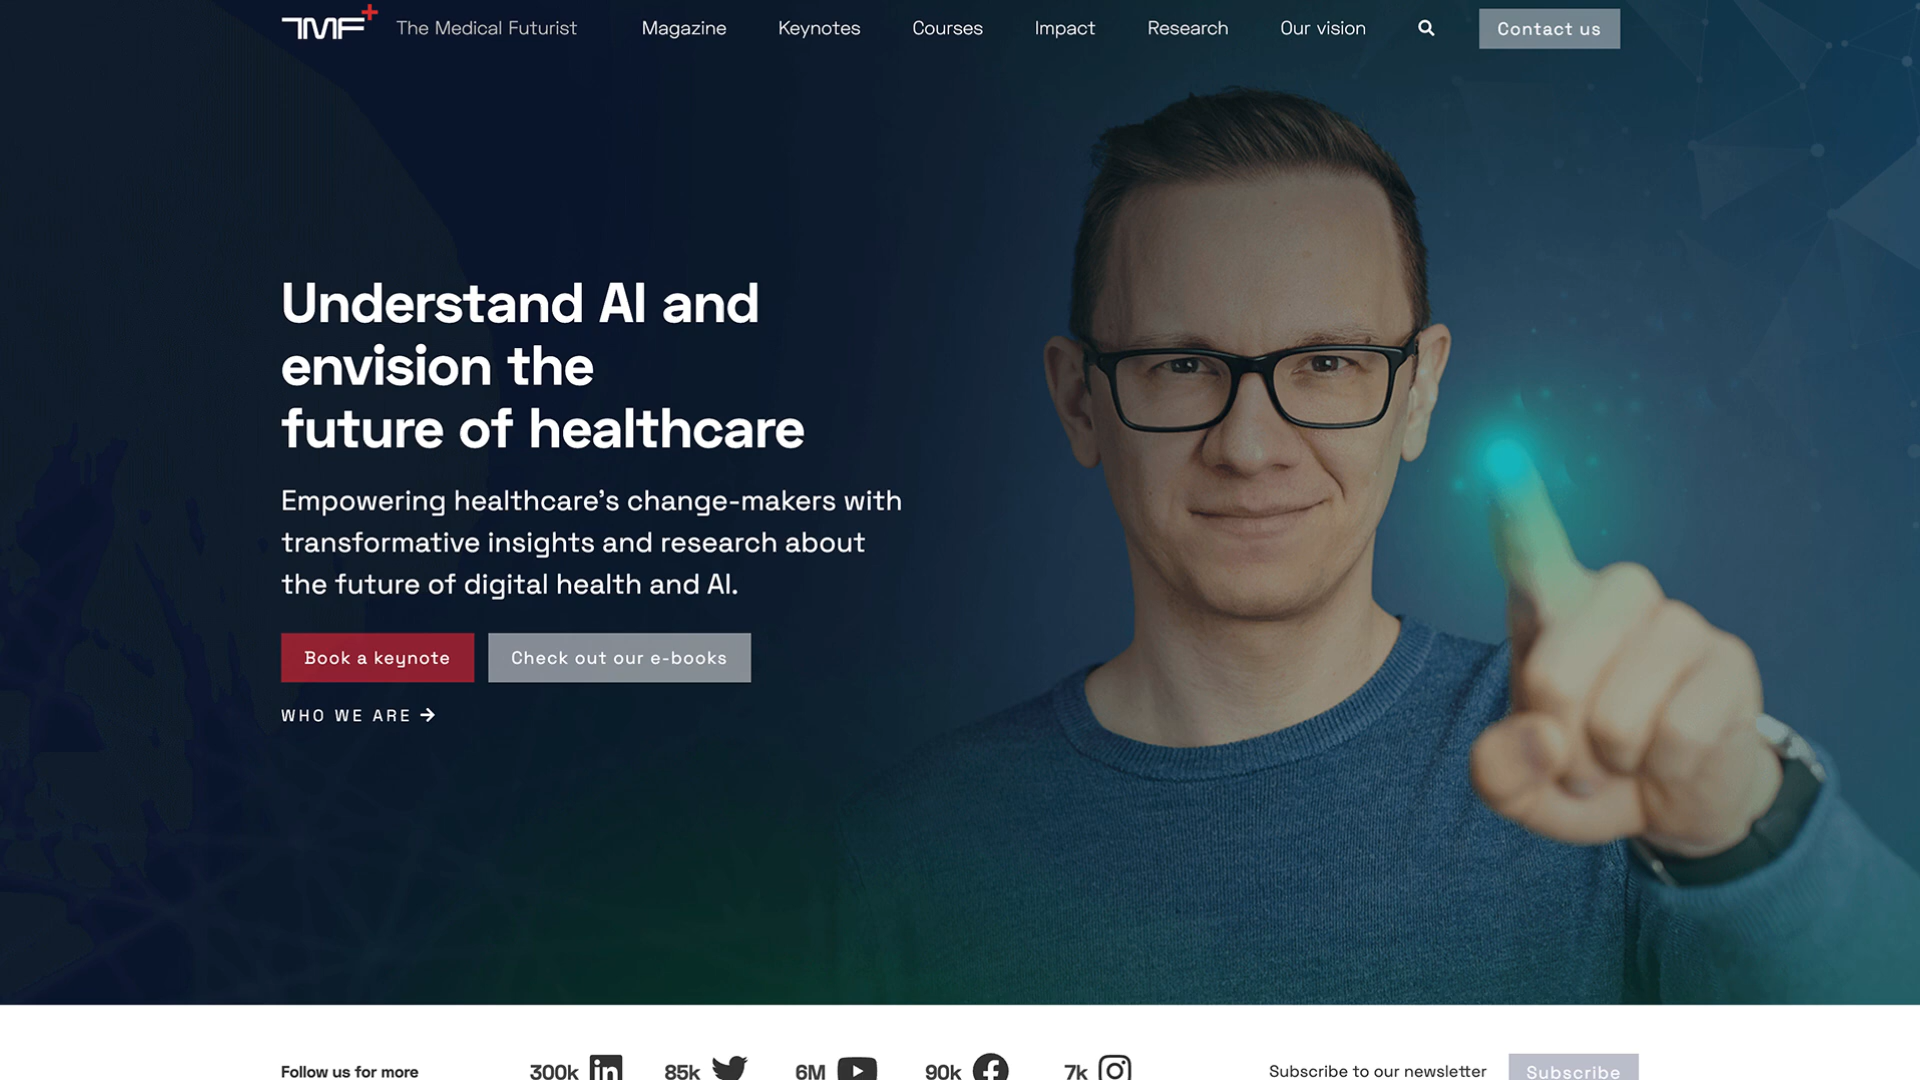 TMF+ The Medical Futurist Magazine Keynotes Courses Impact Research Our vision Contact us
Understand AI and
envision the
future of healthcare
Empowering healthcare’s change-makers with
transformative insights and research about
the future of digital health and AI.
Book a keynote Check out our e-books
WHO WE ARE →
Follow us for more 300k in 85k 6M 90k 7k Subscribe to our newsletter Subscribe